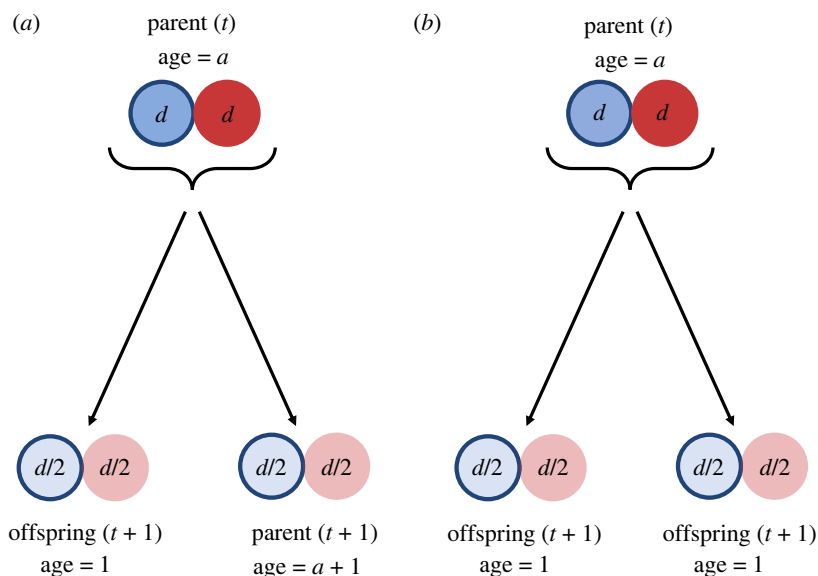 (a)
parent (t)
age = a
d d
d/2 d/2
d/2 d/2
offspring (t + 1)
age = 1
parent (t + 1)
age = a + 1
(b)
parent (t)
age = a
d d
d/2 d/2
d/2 d/2
offspring (t + 1)
age = 1
offspring (t + 1)
age = 1